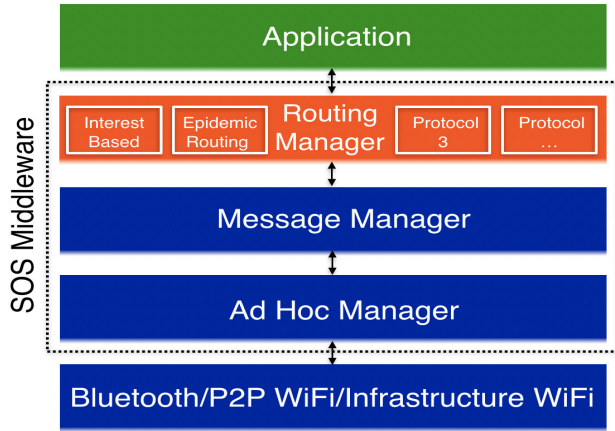 Application
SOS Middleware
Interest
Based
Epidemic
Routing
Routing
Manager
Protocol
3
Protocol
...
Message Manager
Ad Hoc Manager
Bluetooth/P2P WiFi/Infrastructure WiFi